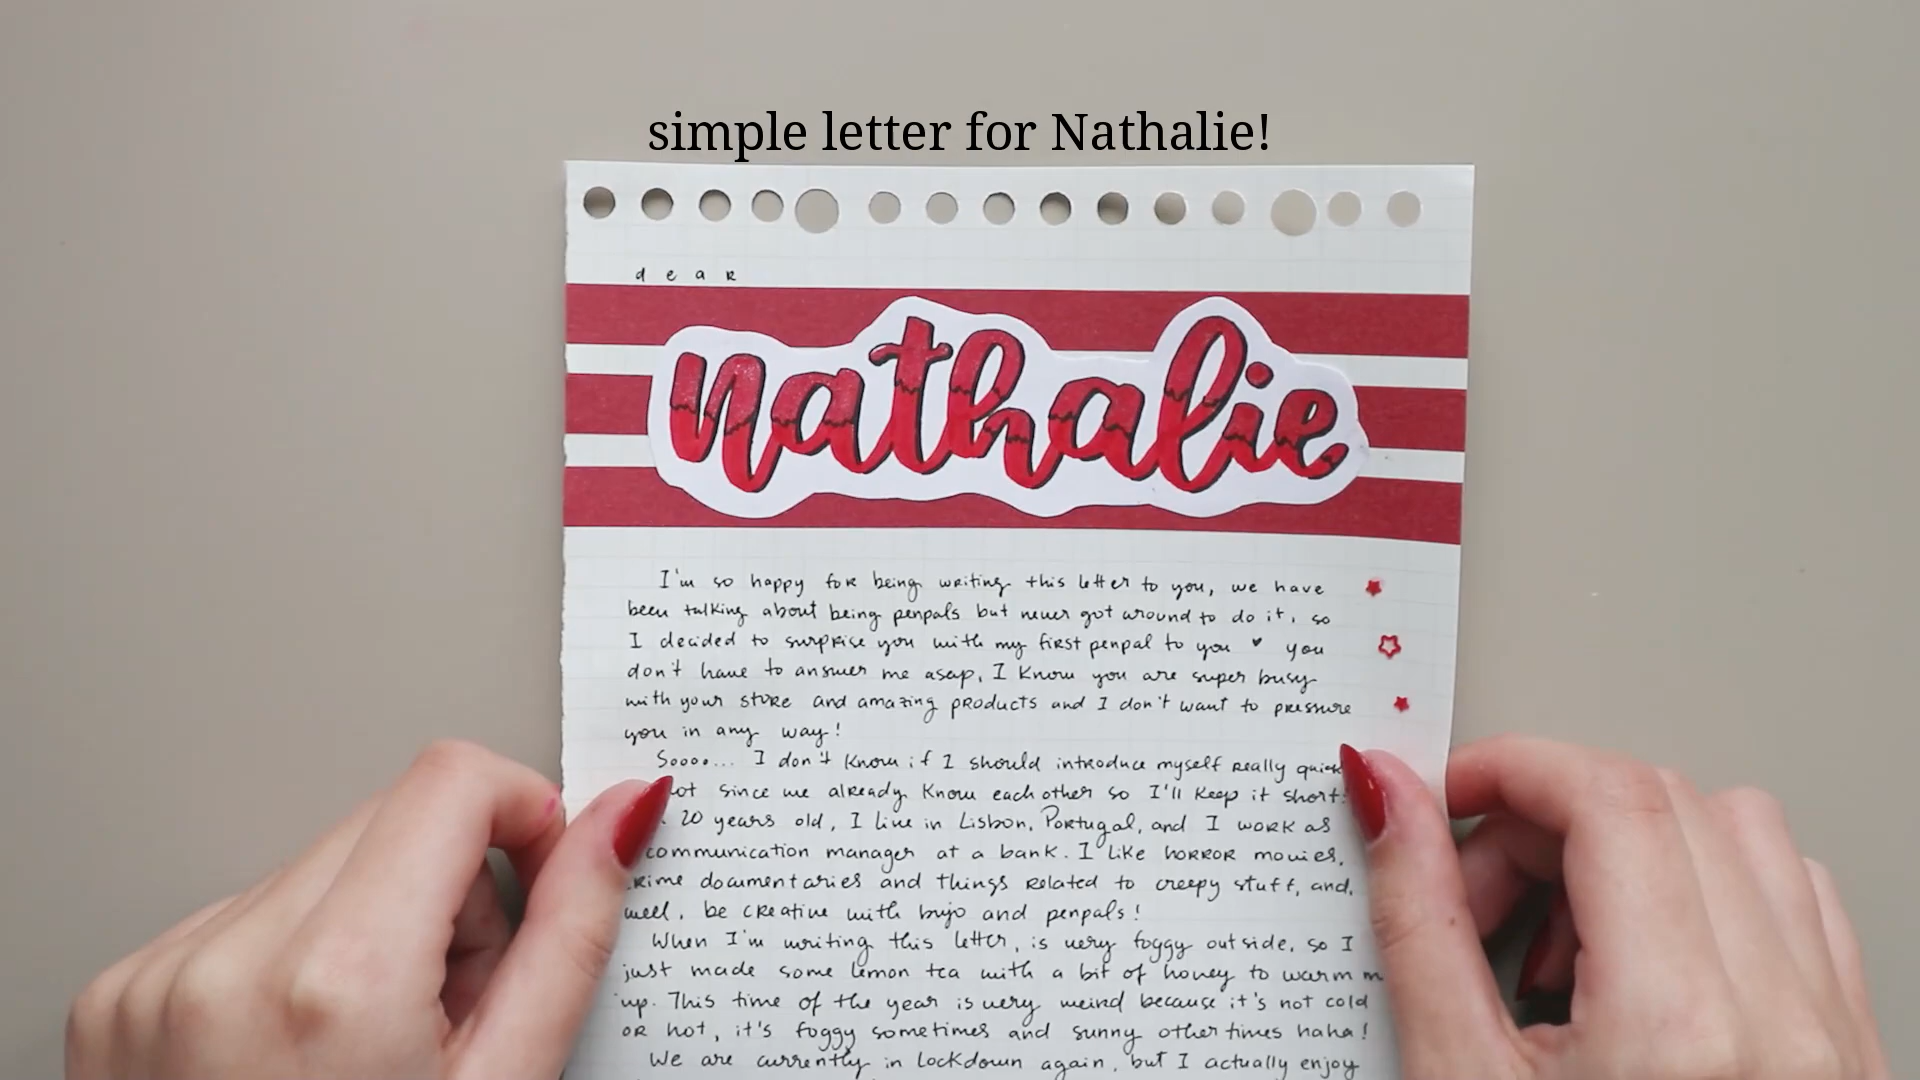 simple letter for Nathalie!
dear
nathalie
I'm so happy for being writing this letter to you, we have
been talking about being penpals but never got around to do it, so
I decided to surprise you with my first penpal to you ♥ you
don't have to answer me asap, I know you are super busy
with your store and amazing products and I don't want to pressure
you in any way!
Soooo... I don't know if I should introduce myself really quick
not since we already know each other so I'll keep it short:
20 years old, I live in Lisbon, Portugal, and I work as
communication manager at a bank. I like horror movies,
crime documentaries and things related to creepy stuff, and,
well, be creative with bujo and penpals!
When I'm writing this letter, is very foggy outside, so I
just made some lemon tea with a bit of honey to warm m
up. This time of the year is very weird because it's not cold
or hot, it's foggy sometimes and sunny other times haha!
We are currently in lockdown again, but I actually enjoy